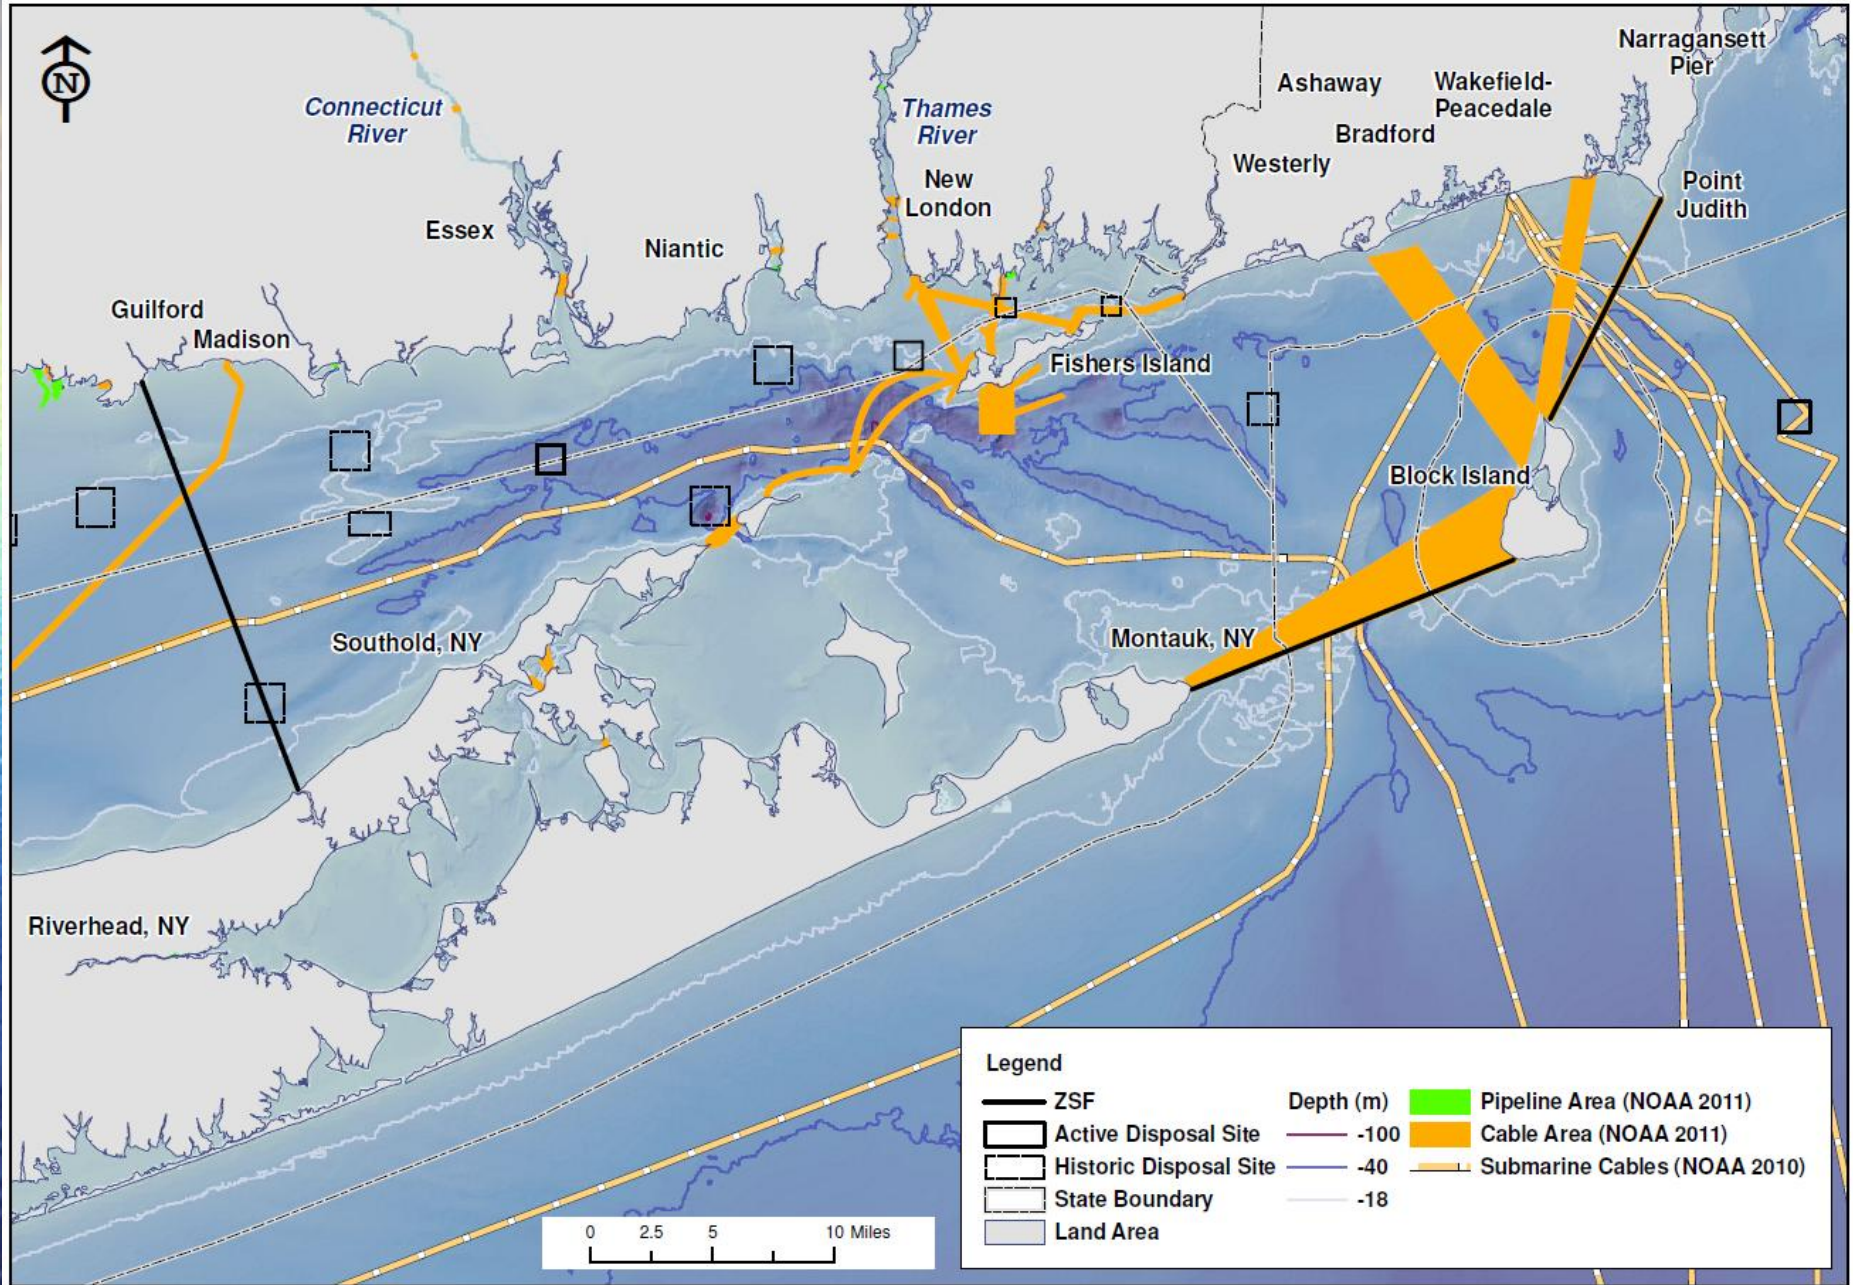 N
Narragansett
Pier
Ashaway
Wakefield-
Peacedale
Connecticut
River
Thames
River
Bradford
Westerly
New
London
Point
Judith
Essex
Niantic
Guilford
Madison
Fishers Island
Block Island
Southold, NY
Montauk, NY
Riverhead, NY
Legend
ZSF
Active Disposal Site
Historic Disposal Site
State Boundary
Land Area
Depth (m)
-100
-40
-18
Pipeline Area (NOAA 2011)
Cable Area (NOAA 2011)
Submarine Cables (NOAA 2010)
0 2.5 5 10 Miles